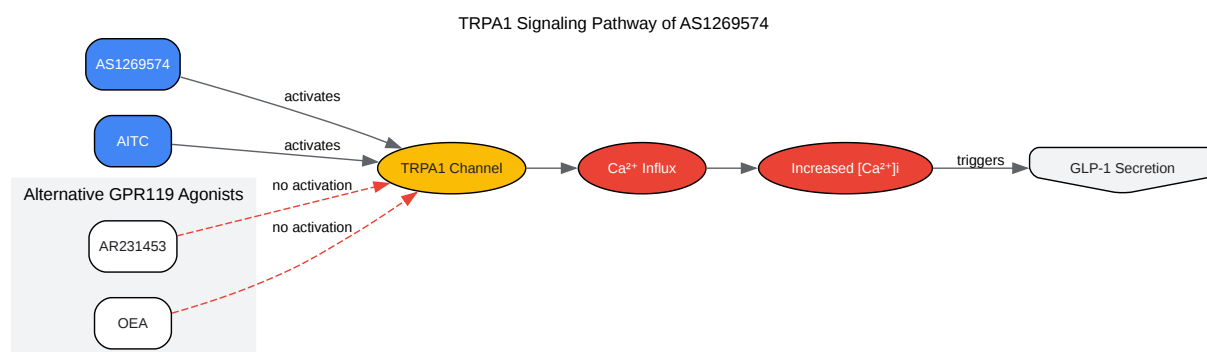 TRPA1 Signaling Pathway of AS1269574
AS1269574
activates
AITC
activates
TRPA1 Channel
Ca²⁺ Influx
Increased [Ca²⁺]i
triggers
GLP-1 Secretion
Alternative GPR119 Agonists
no activation
AR231453
no activation
OEA